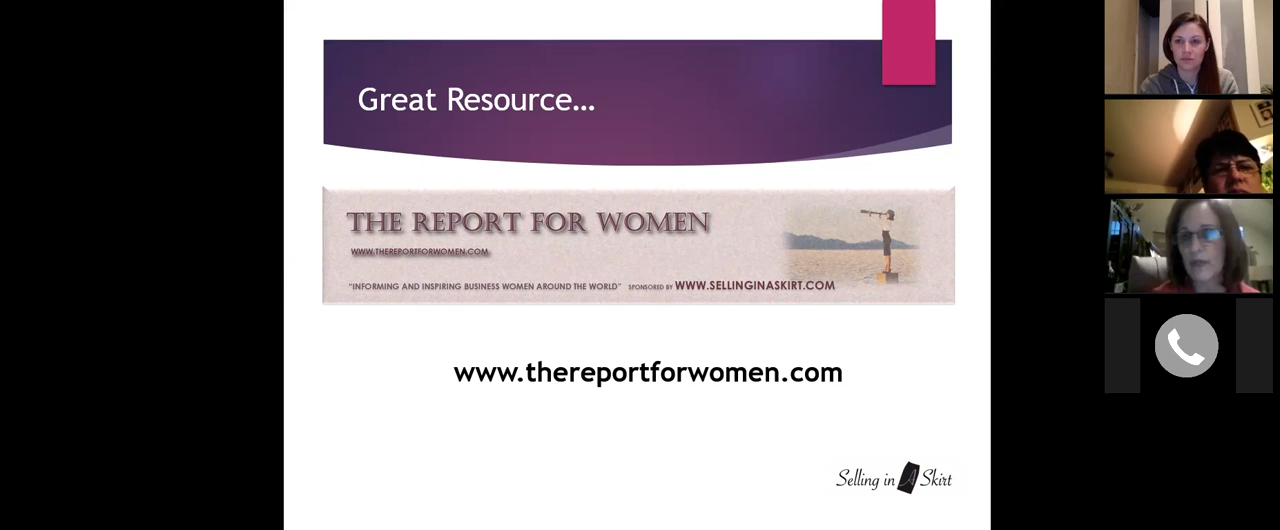 Great Resource...
THE REPORT FOR WOMEN
WWW.THEREPORTFORWOMEN.COM
"INFORMING AND INSPIRING BUSINESS WOMEN AROUND THE WORLD" SPONSORED BY WWW.SELLINGINASKIRT.COM
www.thereportforwomen.com
Selling in A Skirt